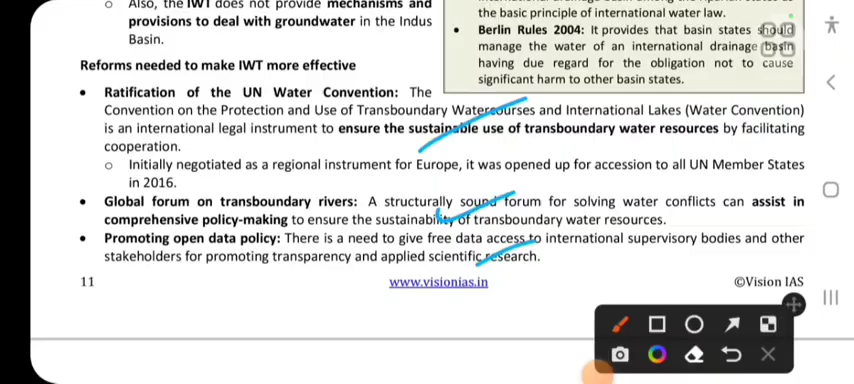 o Also, the IWT does not provide mechanisms and
provisions to deal with groundwater in the Indus
Basin.
the basic principle of international water law.
• Berlin Rules 2004: It provides that basin states should
manage the water of an international drainage basin
having due regard for the obligation not to cause
significant harm to other basin states.
Reforms needed to make IWT more effective
• Ratification of the UN Water Convention: The
Convention on the Protection and Use of Transboundary Watercourses and International Lakes (Water Convention)
is an international legal instrument to ensure the sustainable use of transboundary water resources by facilitating
cooperation.
o Initially negotiated as a regional instrument for Europe, it was opened up for accession to all UN Member States
in 2016.
• Global forum on transboundary rivers: A structurally sound forum for solving water conflicts can assist in
comprehensive policy-making to ensure the sustainability of transboundary water resources.
• Promoting open data policy: There is a need to give free data access to international supervisory bodies and other
stakeholders for promoting transparency and applied scientific research.
11 www.visionias.in ©Vision IAS